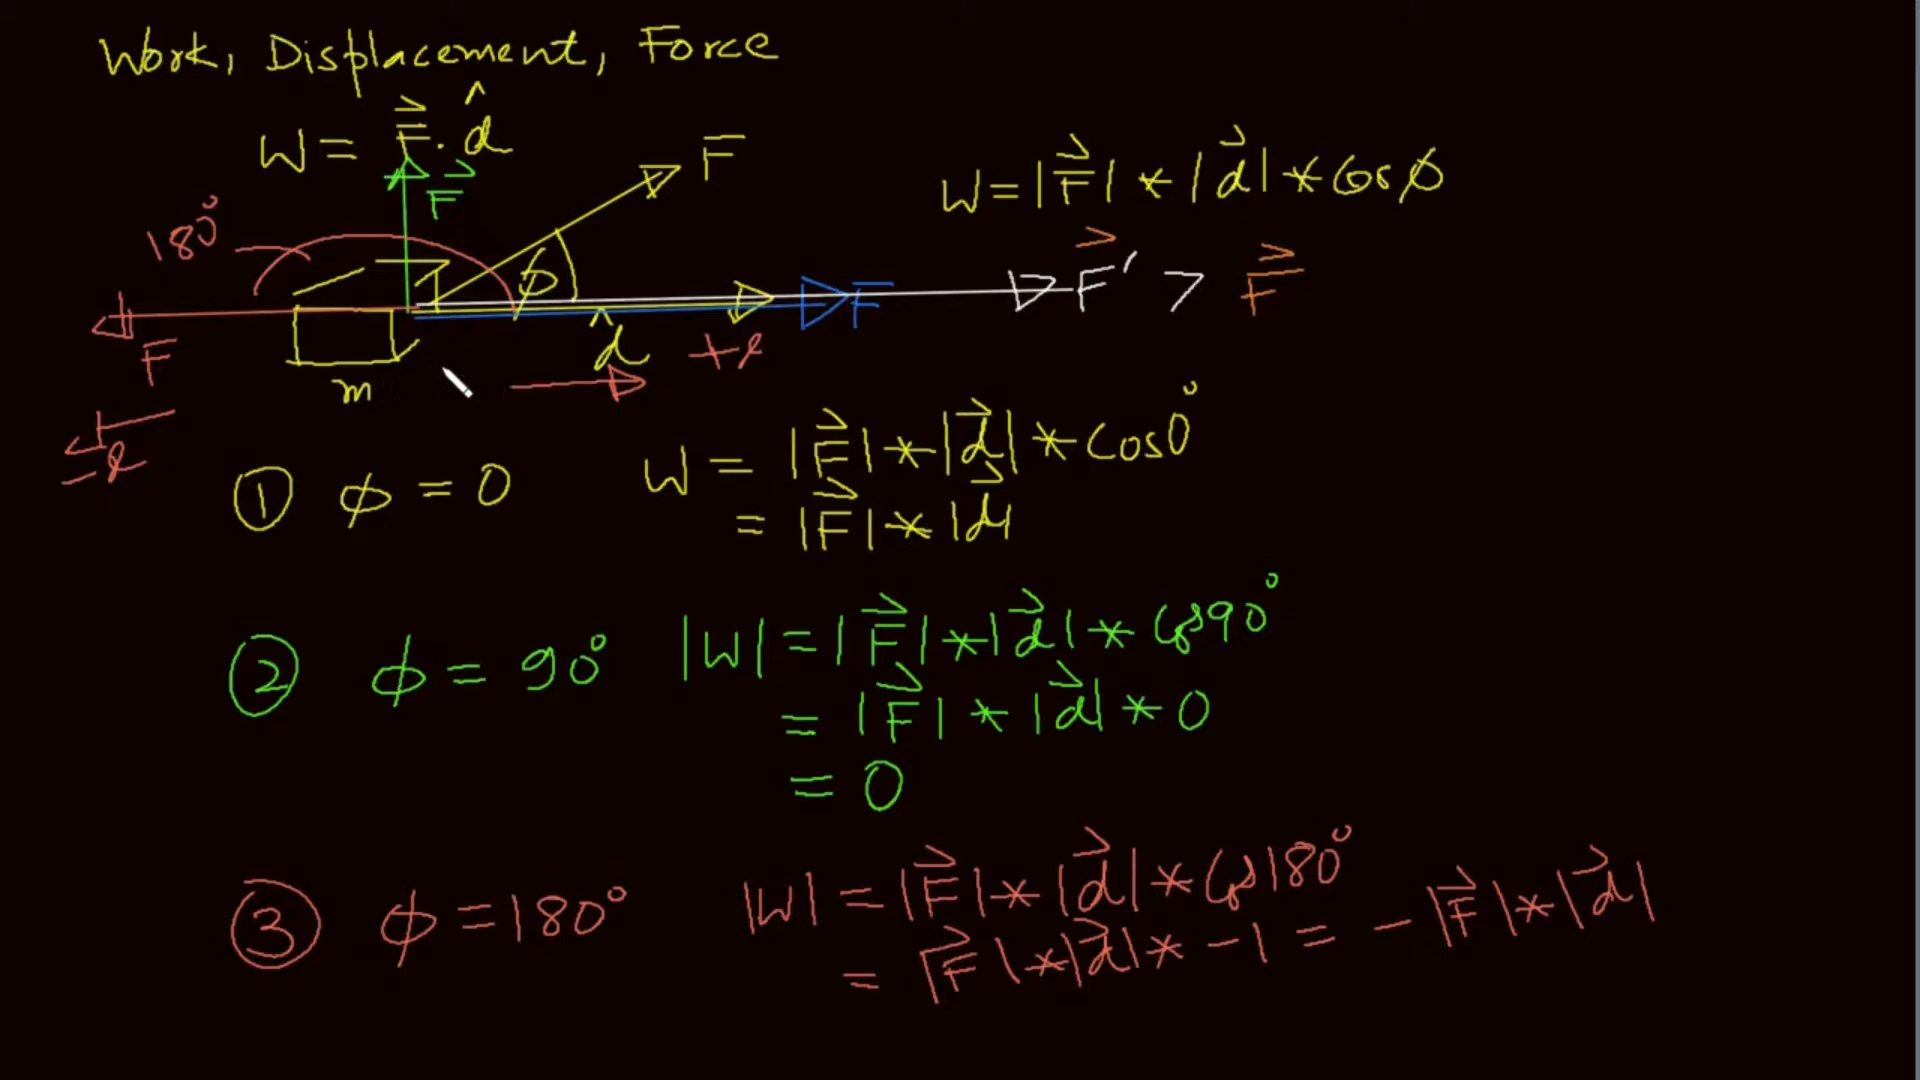 Work, Displacement, Force
W = F⃗ . d̂
F⃗
F
W = |F⃗| * |d⃗| * Cos ϕ
180°
ϕ
F
F⃗' > F⃗
F
m
d̂
+ve
-ve
① ϕ = 0
W = |F⃗| * |d⃗| * Cos 0°
= |F⃗| * |d⃗|
② ϕ = 90°
|W| = |F⃗| * |d⃗| * Cos 90°
= |F⃗| * |d⃗| * 0
= 0
③ ϕ = 180°
|W| = |F⃗| * |d⃗| * Cos 180°
= |F⃗| * |d⃗| * -1 = - |F⃗| * |d⃗|